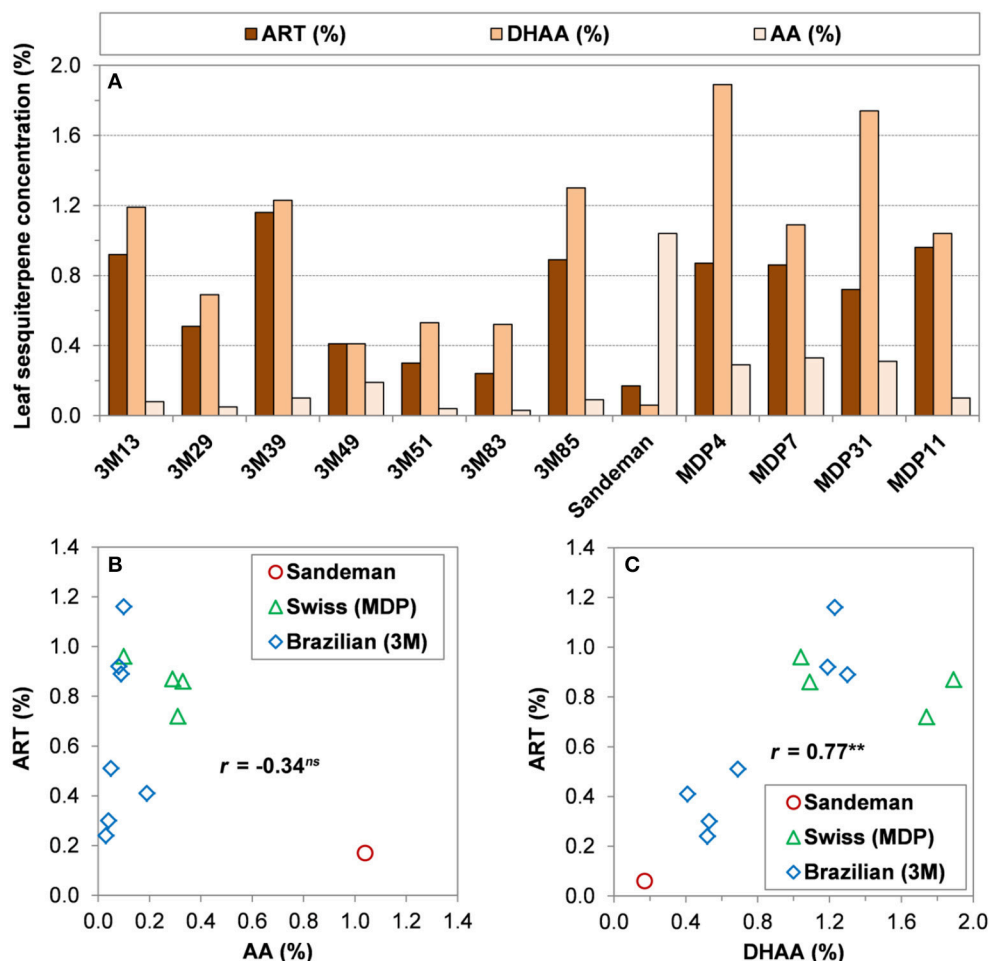 ART (%) DHAA (%) AA (%)
Leaf sesquiterpene concentration (%)
A
2.0
1.6
1.2
0.8
0.4
0.0
3M13 3M29 3M39 3M49 3M51 3M83 3M85 Sandeman MDP4 MDP7 MDP31 MDP11
B
ART (%)
1.4
1.2
1.0
0.8
0.6
0.4
0.2
0.0
Sandeman
Swiss (MDP)
Brazilian (3M)
r = -0.34ns
0.0 0.2 0.4 0.6 0.8 1.0 1.2 1.4
AA (%)
C
ART (%)
1.4
1.2
1.0
0.8
0.6
0.4
0.2
0.0
r = 0.77**
Sandeman
Swiss (MDP)
Brazilian (3M)
0.0 0.4 0.8 1.2 1.6 2.0
DHAA (%)